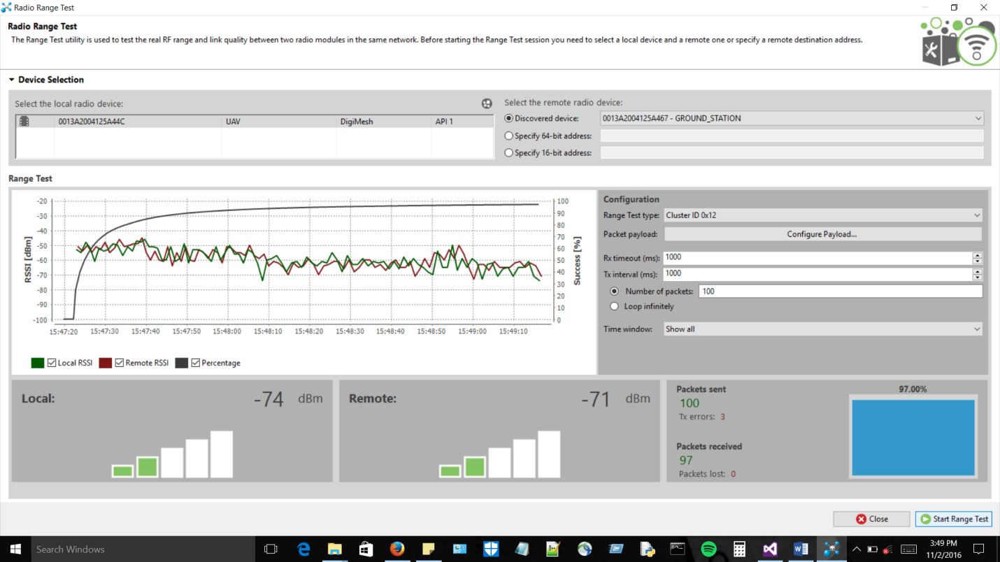 Radio Range Test
Radio Range Test
The Range Test utility is used to test the real RF range and link quality between two radio modules in the same network. Before starting the Range Test session you need to select a local device and a remote one or specify a remote destination address.
Device Selection
Select the local radio device:
0013A2004125A44C UAV DigiMesh API 1
Select the remote radio device:
Discovered device: 0013A2004125A467 - GROUND_STATION
Specify 64-bit address:
Specify 16-bit address:
Range Test
RSSI [dBm]
-20
-30
-40
-50
-60
-70
-80
-90
-100
100
90
80
70
60
50
40
30
20
10
0
Success [%]
15:47:20 15:47:30 15:47:40 15:47:50 15:48:00 15:48:10 15:48:20 15:48:30 15:48:40 15:48:50 15:49:00 15:49:10
Local RSSI Remote RSSI Percentage
Configuration
Range Test type: Cluster ID 0x12
Packet payload: Configure Payload...
Rx timeout (ms): 1000
Tx interval (ms): 1000
Number of packets: 100
Loop infinitely
Time window: Show all
Local: -74 dBm
Remote: -71 dBm
Packets sent
100
Tx errors: 3
Packets received
97
Packets lost: 0
97.00%
Close Start Range Test
Search Windows
3:49 PM
11/2/2016